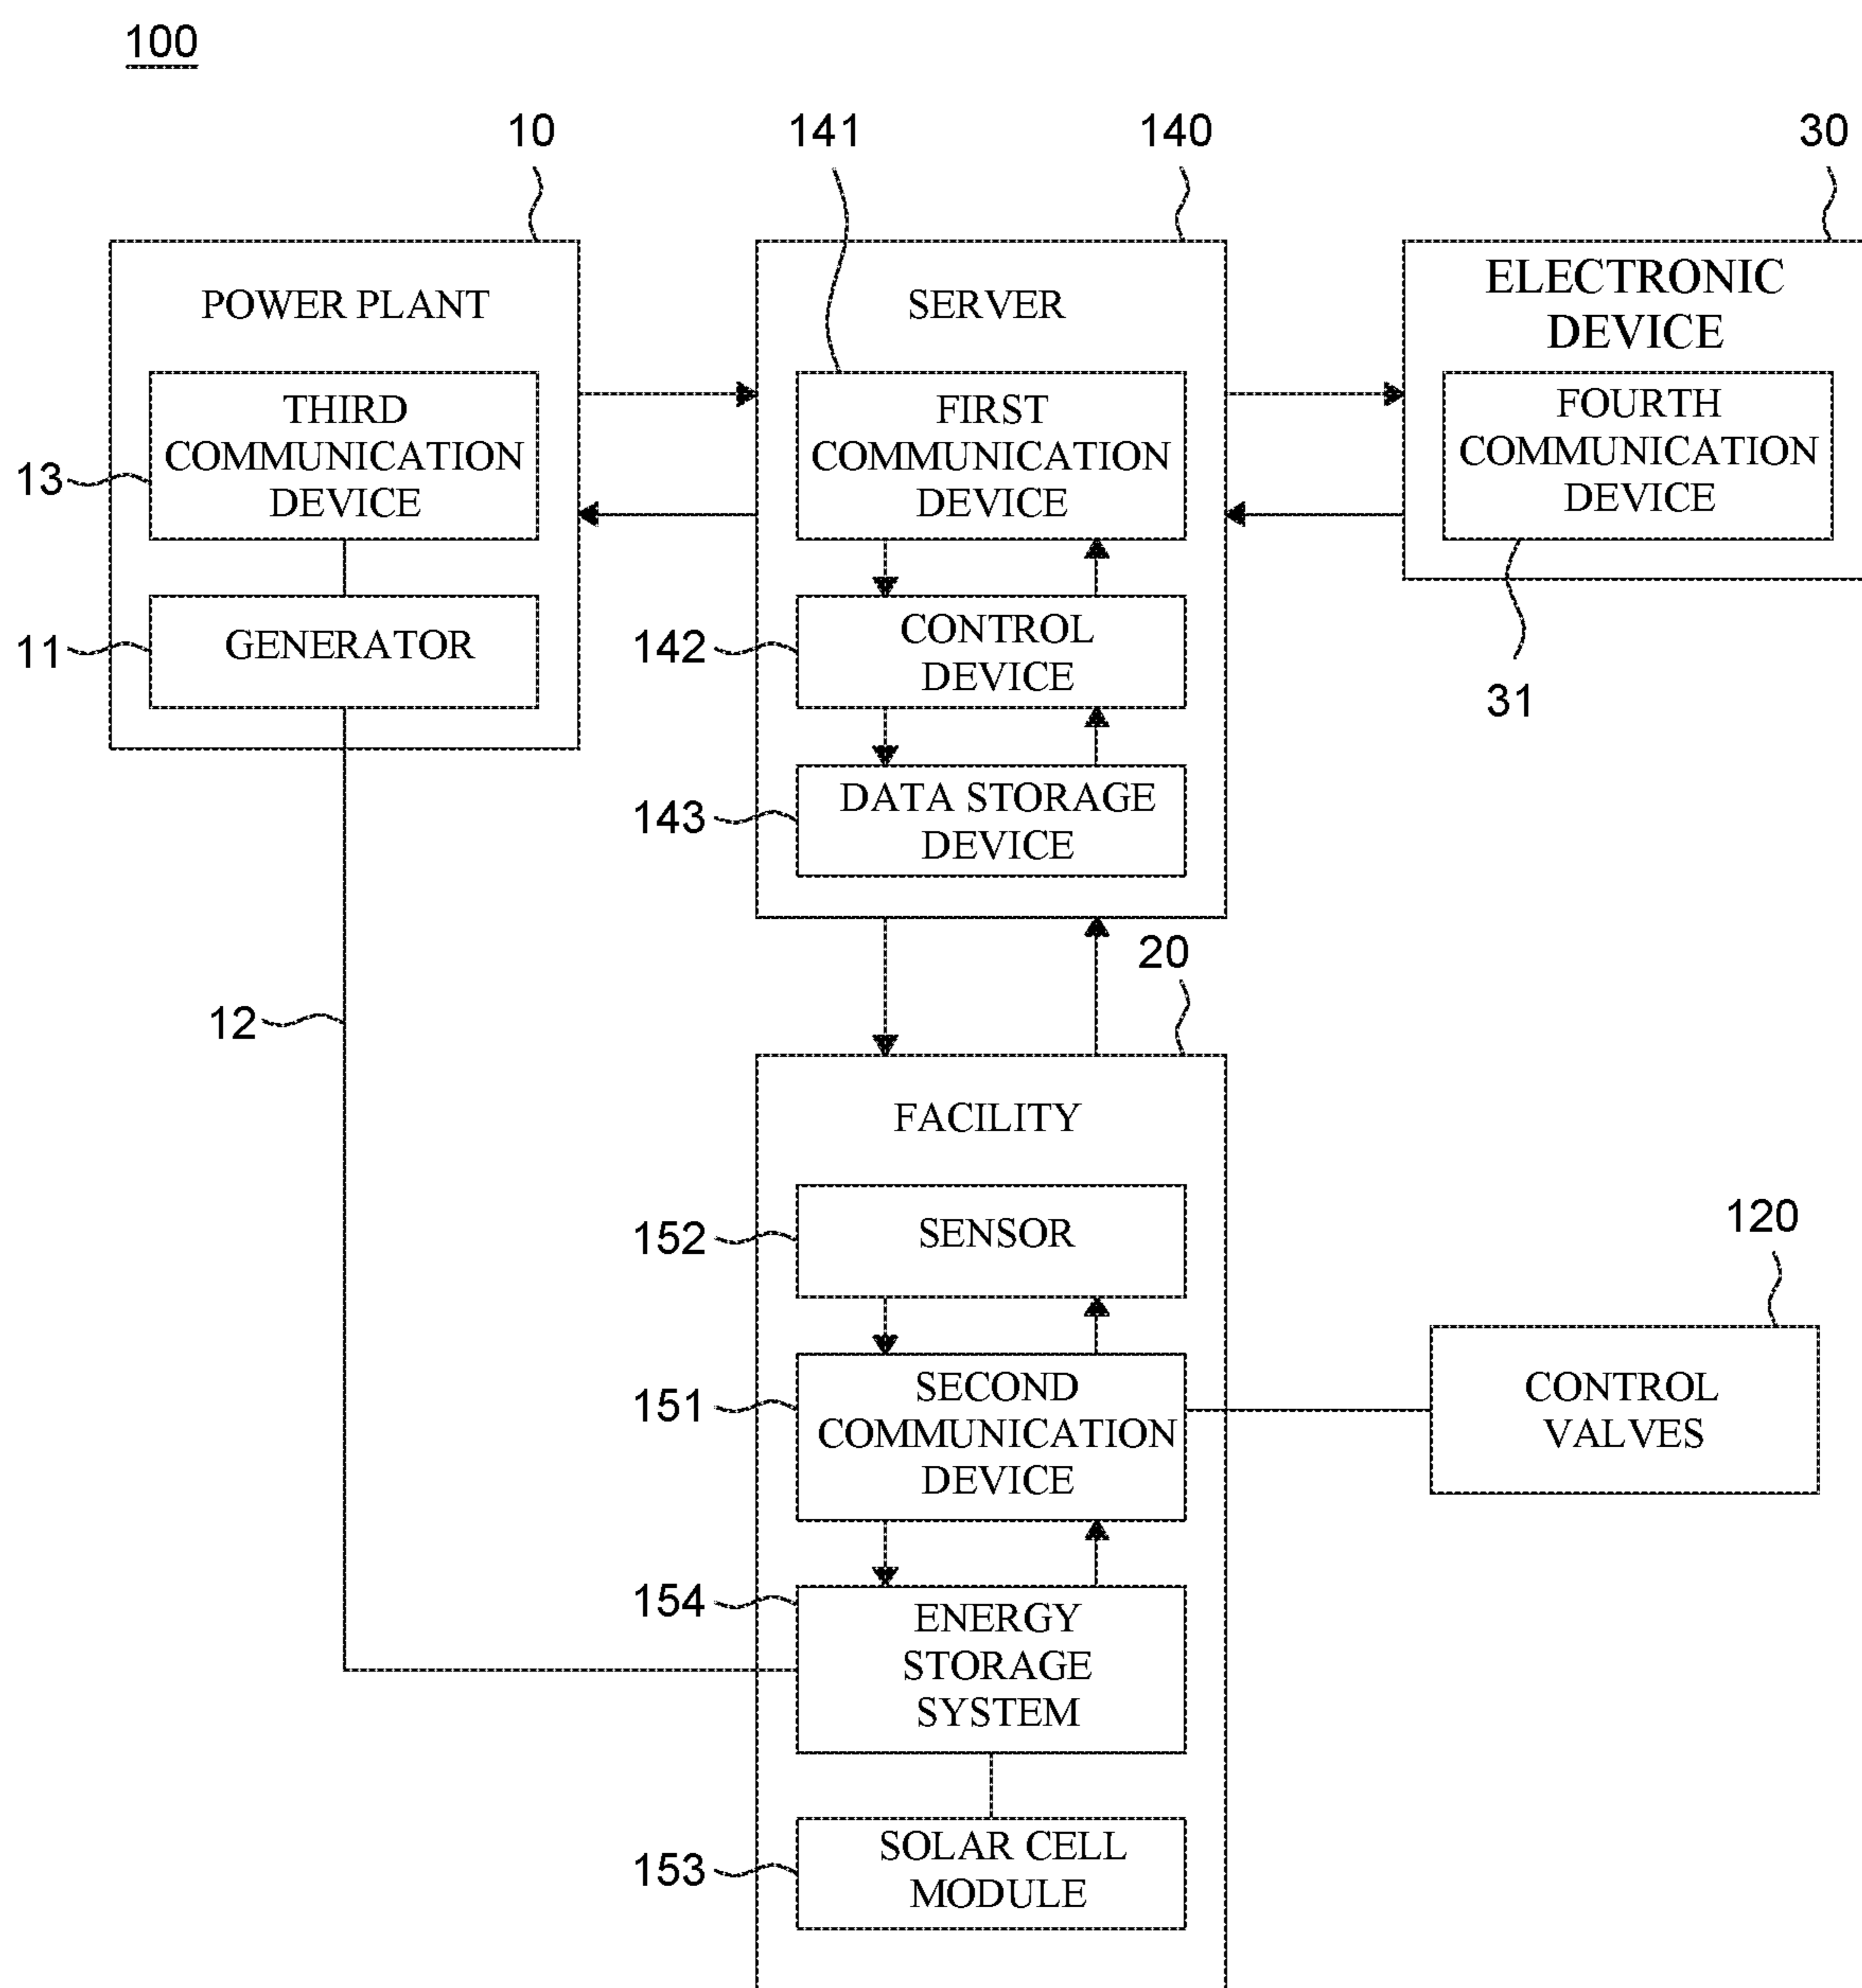 100
10
141
140
30
POWER PLANT
SERVER
ELECTRONIC
DEVICE
THIRD
COMMUNICATION
DEVICE
FIRST
COMMUNICATION
DEVICE
FOURTH
COMMUNICATION
DEVICE
13
11
GENERATOR
142
CONTROL
DEVICE
31
143
DATA STORAGE
DEVICE
12
20
FACILITY
152
SENSOR
120
151
SECOND
COMMUNICATION
DEVICE
CONTROL
VALVES
154
ENERGY
STORAGE
SYSTEM
153
SOLAR CELL
MODULE